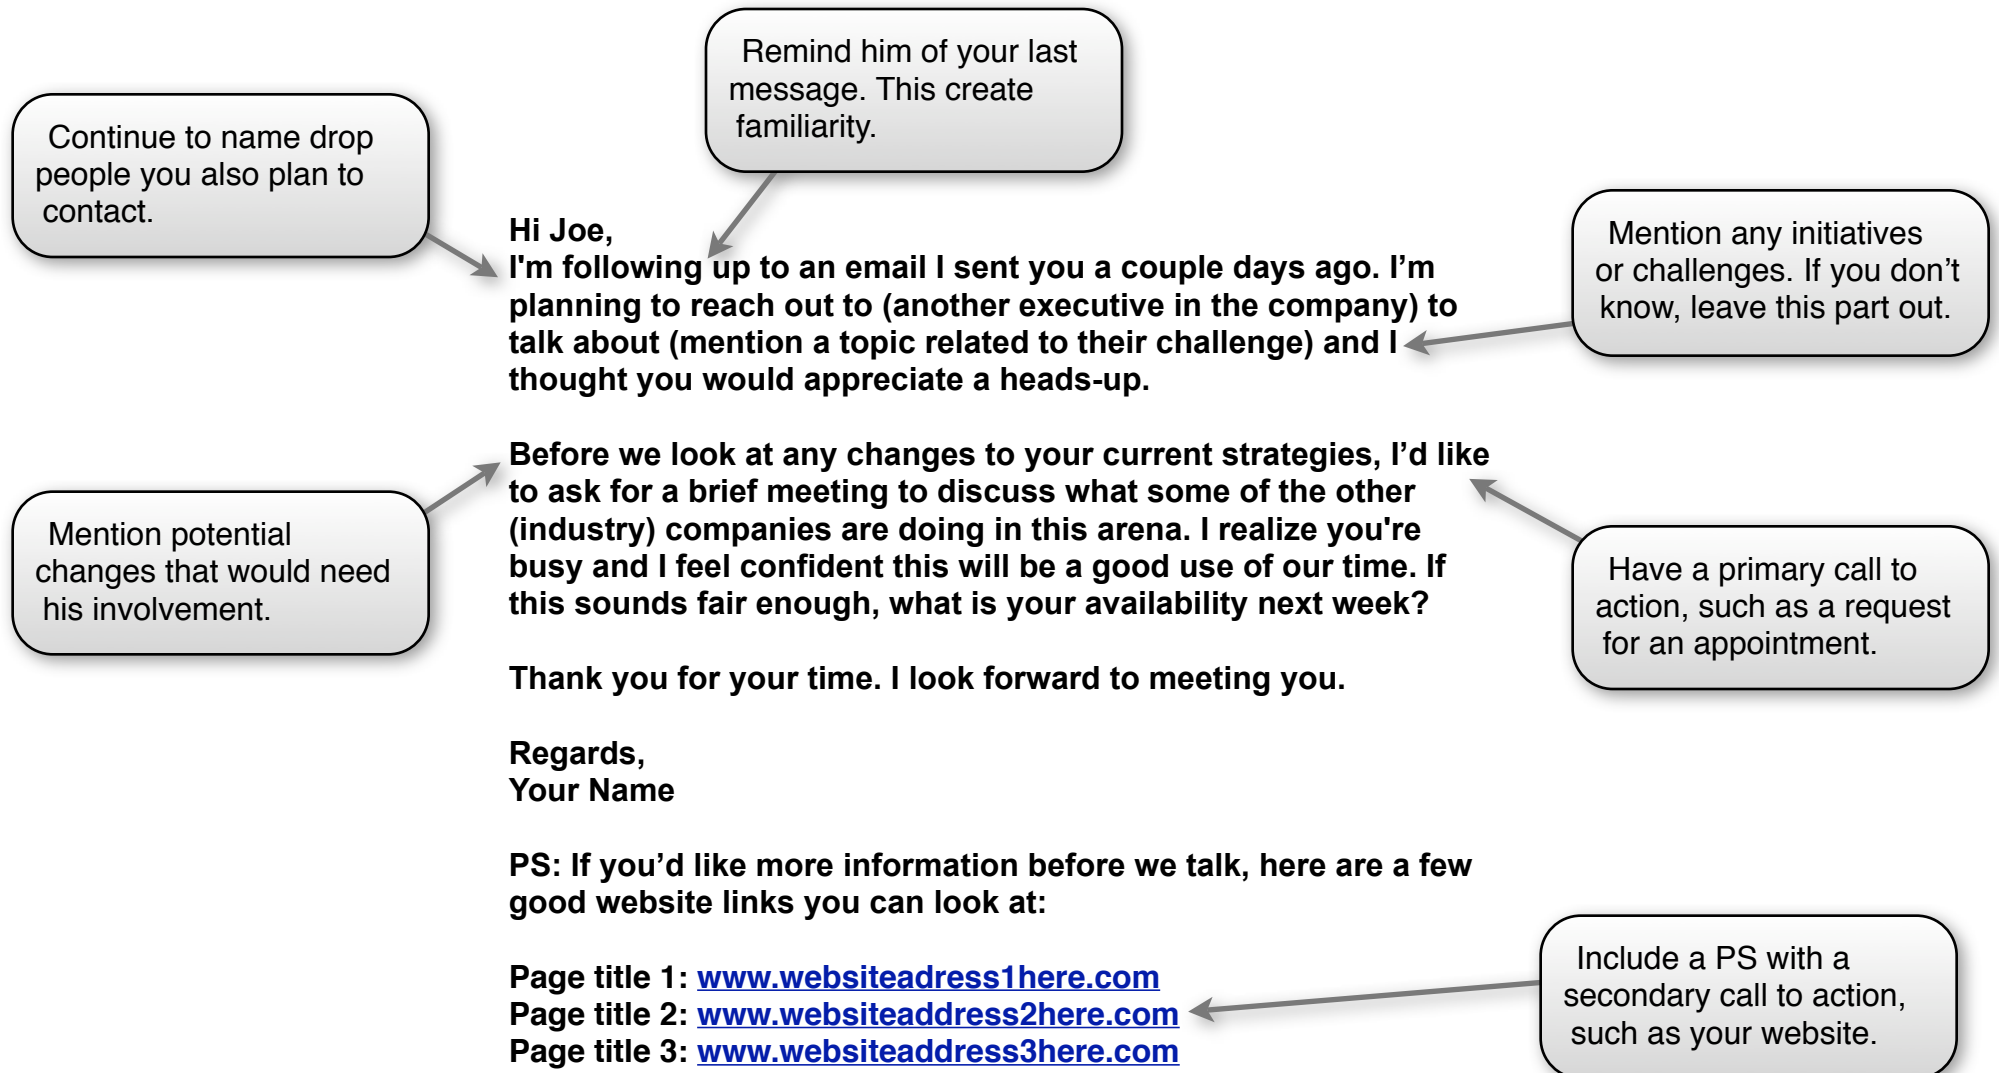 Remind him of your last
message. This create
familiarity.
Continue to name drop
people you also plan to
contact.
Hi Joe,
I'm following up to an email I sent you a couple days ago. I’m
planning to reach out to (another executive in the company) to
talk about (mention a topic related to their challenge) and I
thought you would appreciate a heads-up.
Mention any initiatives
or challenges. If you don’t
know, leave this part out.
Before we look at any changes to your current strategies, I’d like
to ask for a brief meeting to discuss what some of the other
(industry) companies are doing in this arena. I realize you're
busy and I feel confident this will be a good use of our time. If
this sounds fair enough, what is your availability next week?
Mention potential
changes that would need
his involvement.
Have a primary call to
action, such as a request
for an appointment.
Thank you for your time. I look forward to meeting you.
Regards,
Your Name
PS: If you’d like more information before we talk, here are a few
good website links you can look at:
Page title 1: www.websiteadress1here.com
Page title 2: www.websiteaddress2here.com
Page title 3: www.websiteaddress3here.com
Include a PS with a
secondary call to action,
such as your website.